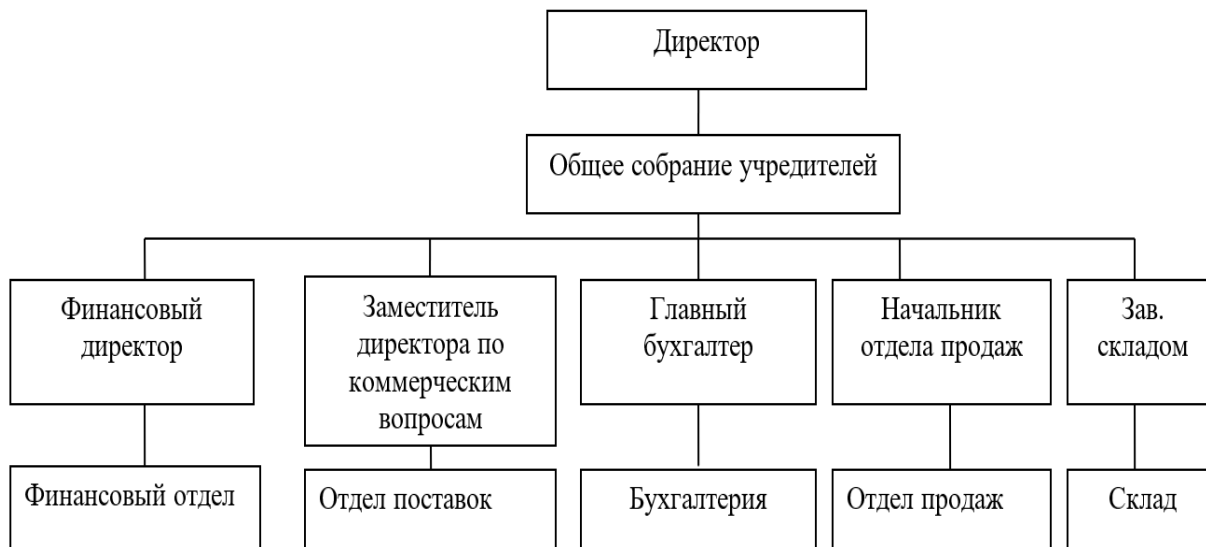 Директор
Общее собрание учредителей
Финансовый
директор
Заместитель
директора по
коммерческим
вопросам
Главный
бухгалтер
Начальник
отдела продаж
Зав.
складом
Финансовый отдел
Отдел поставок
Бухгалтерия
Отдел продаж
Склад